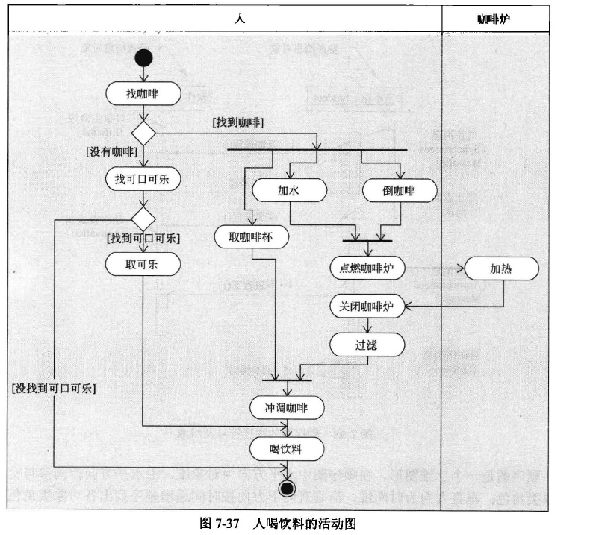 人
咖啡炉
找咖啡
[找到咖啡]
[没有咖啡]
找可口可乐
加水
倒咖啡
[找到可口可乐]
取咖啡杯
取可乐
点燃咖啡炉
加热
关闭咖啡炉
过滤
[没找到可口可乐]
冲调咖啡
喝饮料
图 7-37 人喝饮料的活动图